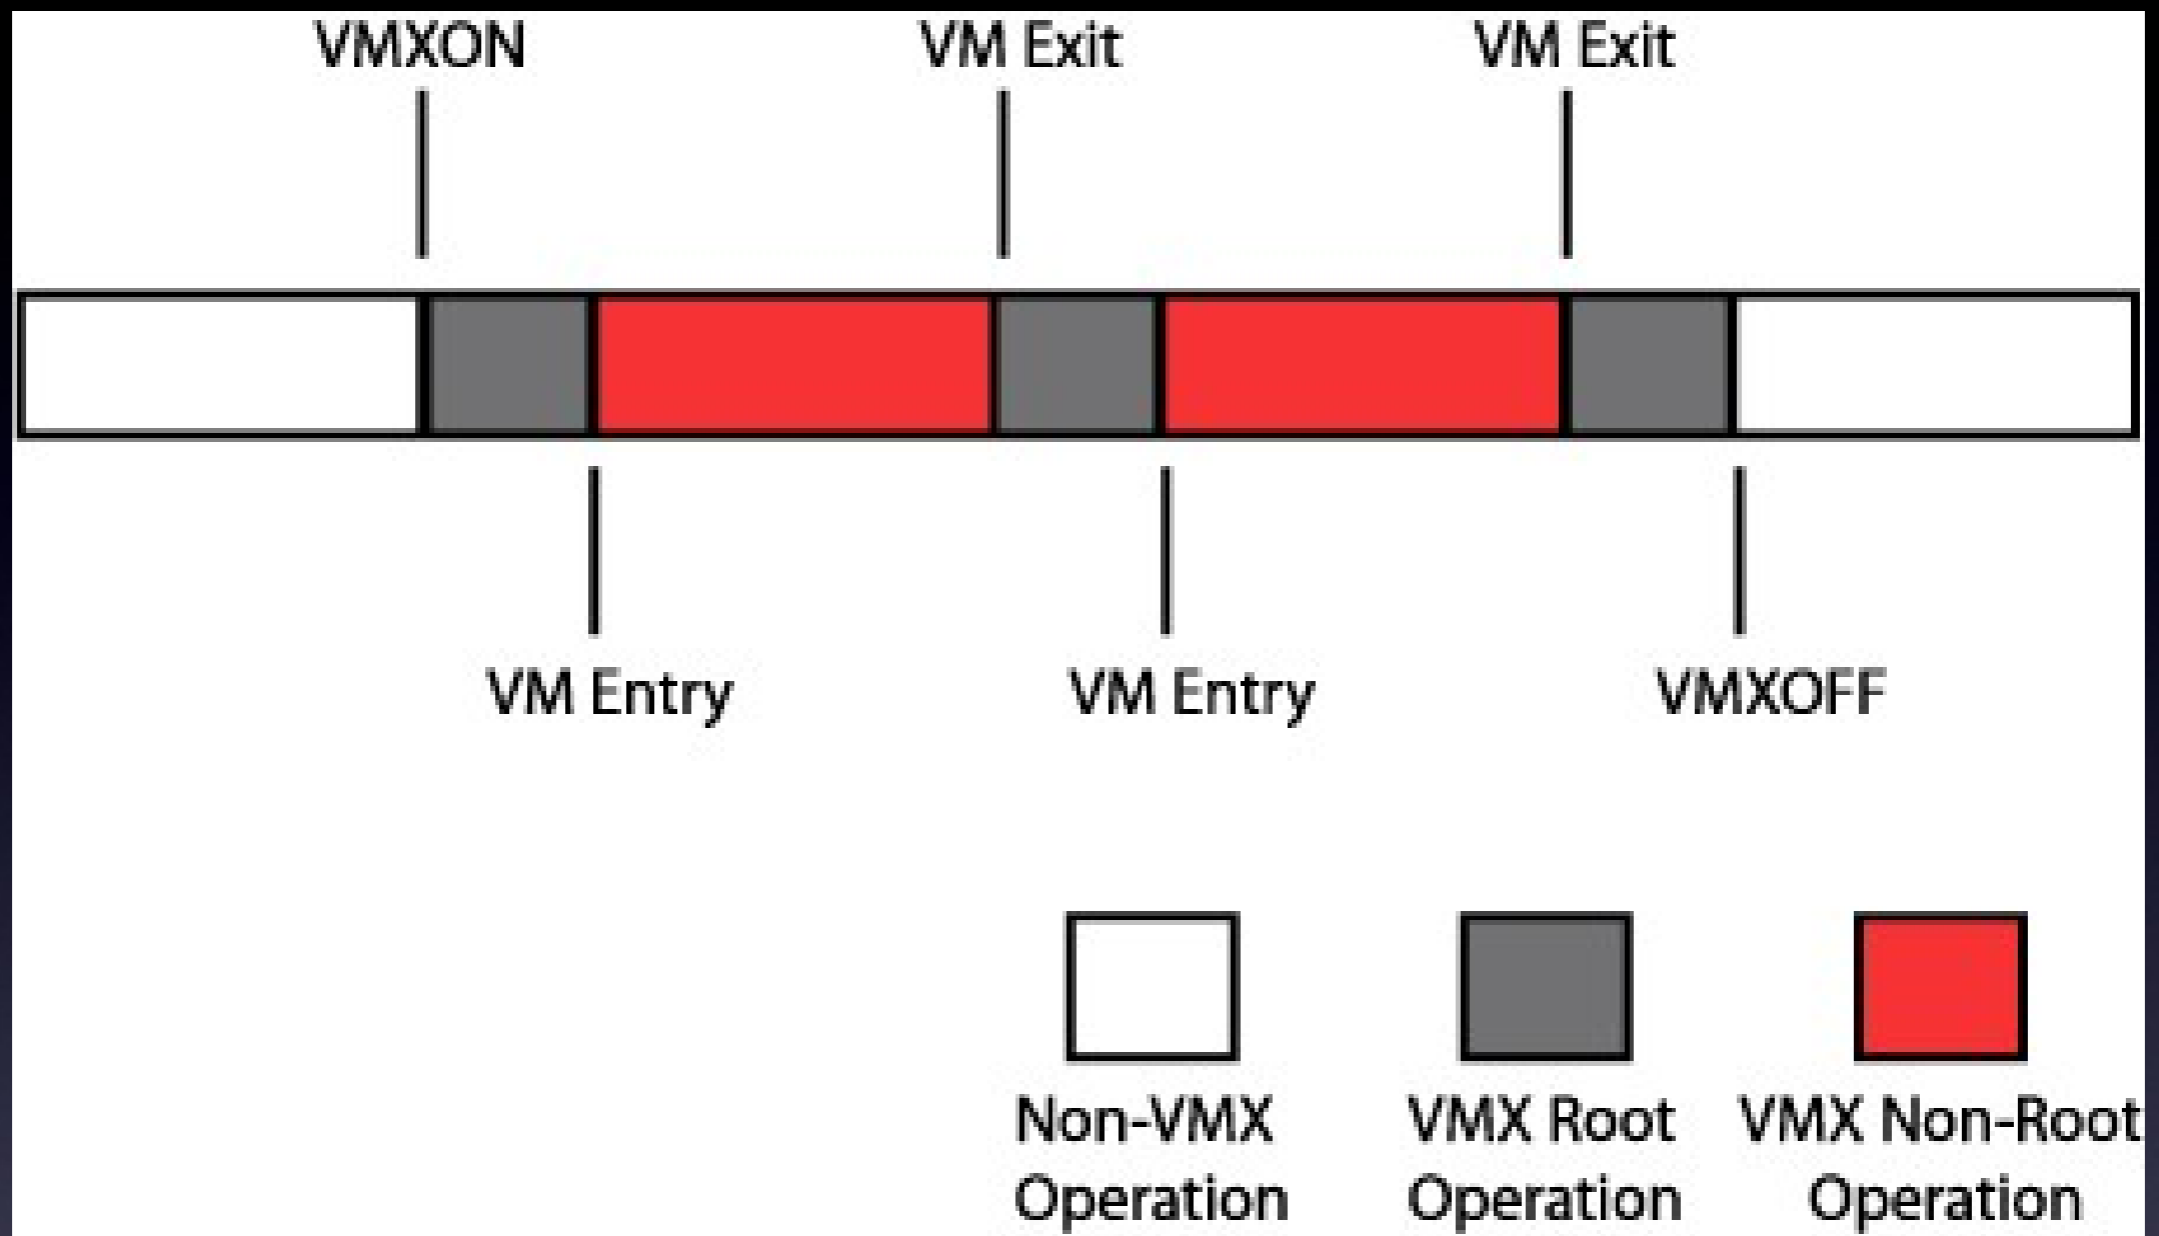 VMXON
VM Exit
VM Exit
VM Entry
VM Entry
VMXOFF
Non-VMX
Operation
VMX Root
Operation
VMX Non-Root
Operation